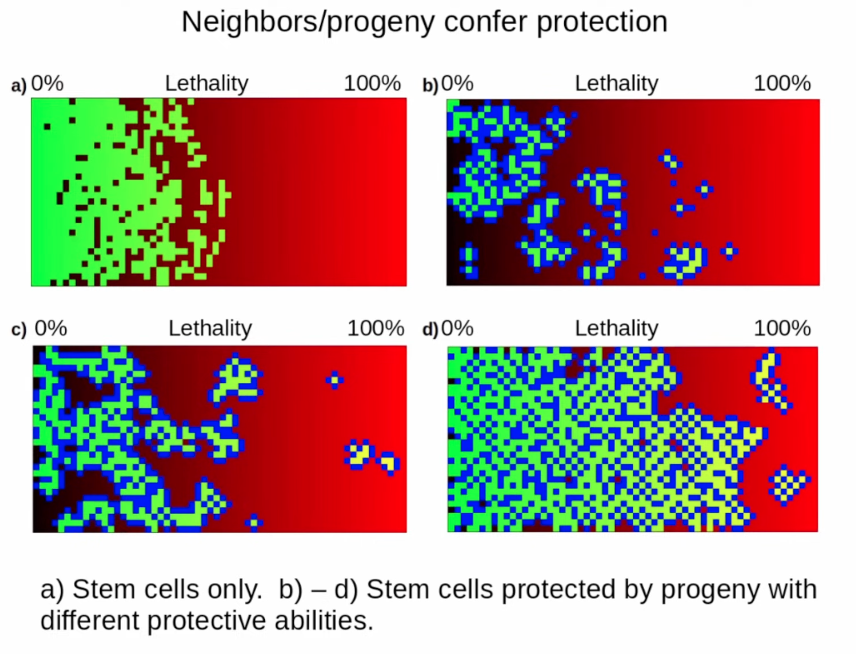 Neighbors/progeny confer protection
a) 0% Lethality 100%
b) 0% Lethality 100%
c) 0% Lethality 100%
d) 0% Lethality 100%
a) Stem cells only.  b) – d) Stem cells protected by progeny with
different protective abilities.